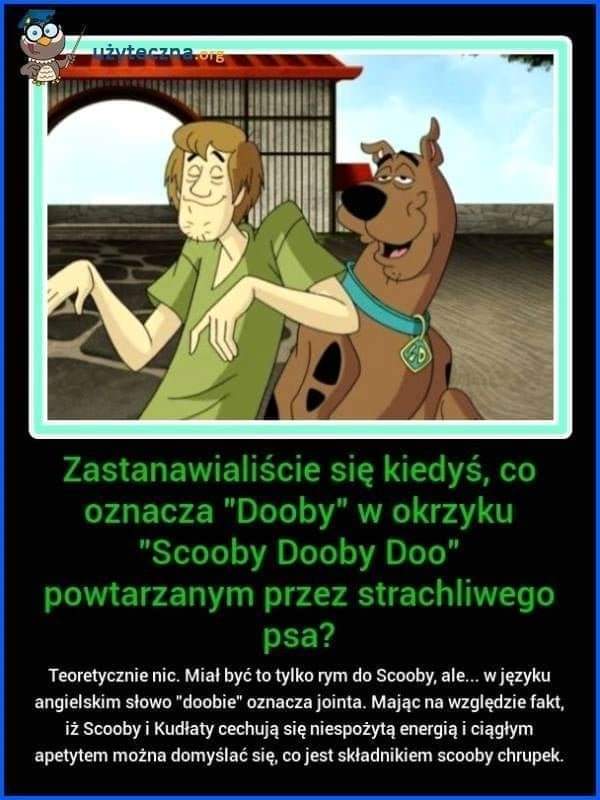 użyteczna.org
Zastanawialiście się kiedyś, co
oznacza "Dooby" w okrzyku
"Scooby Dooby Doo"
powtarzanym przez strachliwego
psa?
Teoretycznie nic. Miał być to tylko rym do Scooby, ale... w języku
angielskim słowo "doobie" oznacza jointa. Mając na względzie fakt,
iż Scooby i Kudłaty cechują się niespożytą energią i ciągłym
apetytem można domyślać się, co jest składnikiem scooby chrupek.